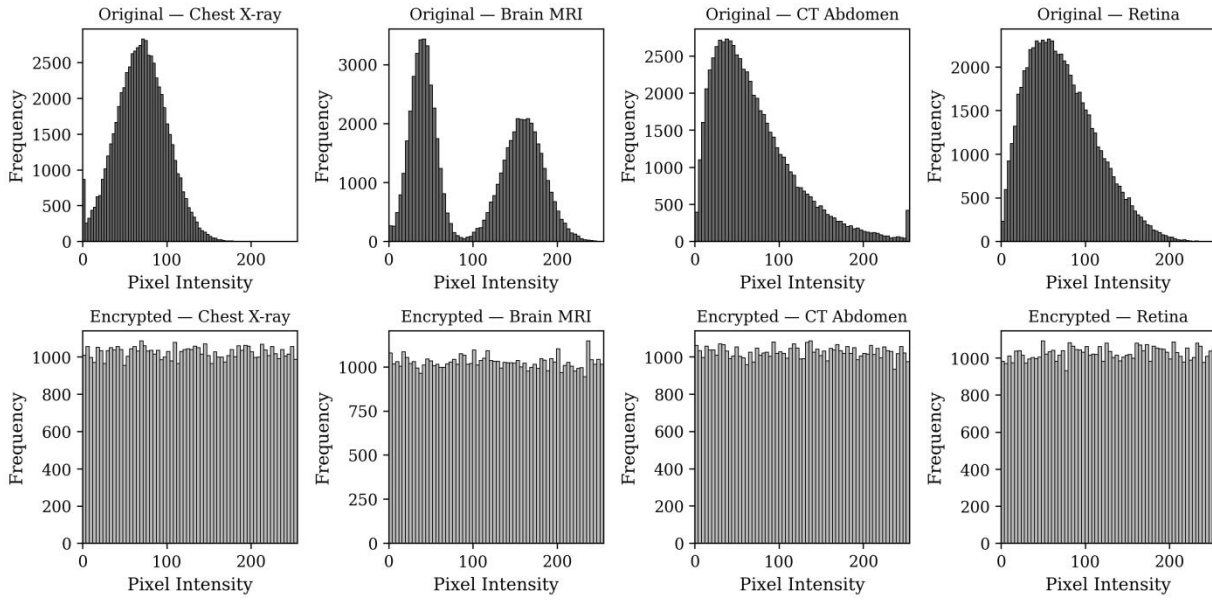 Original — Chest X-ray
Original — Brain MRI
Original — CT Abdomen
Original — Retina
Frequency
2500
2000
1500
1000
500
0
0
100
200
Pixel Intensity
Frequency
3000
2000
1000
0
0
100
200
Pixel Intensity
Frequency
2500
2000
1500
1000
500
0
0
100
200
Pixel Intensity
Frequency
2000
1500
1000
500
0
0
100
200
Pixel Intensity
Encrypted — Chest X-ray
Encrypted — Brain MRI
Encrypted — CT Abdomen
Encrypted — Retina
Frequency
1000
800
600
400
200
0
0
100
200
Pixel Intensity
Frequency
1000
750
500
250
0
0
100
200
Pixel Intensity
Frequency
1000
800
600
400
200
0
0
100
200
Pixel Intensity
Frequency
1000
800
600
400
200
0
0
100
200
Pixel Intensity